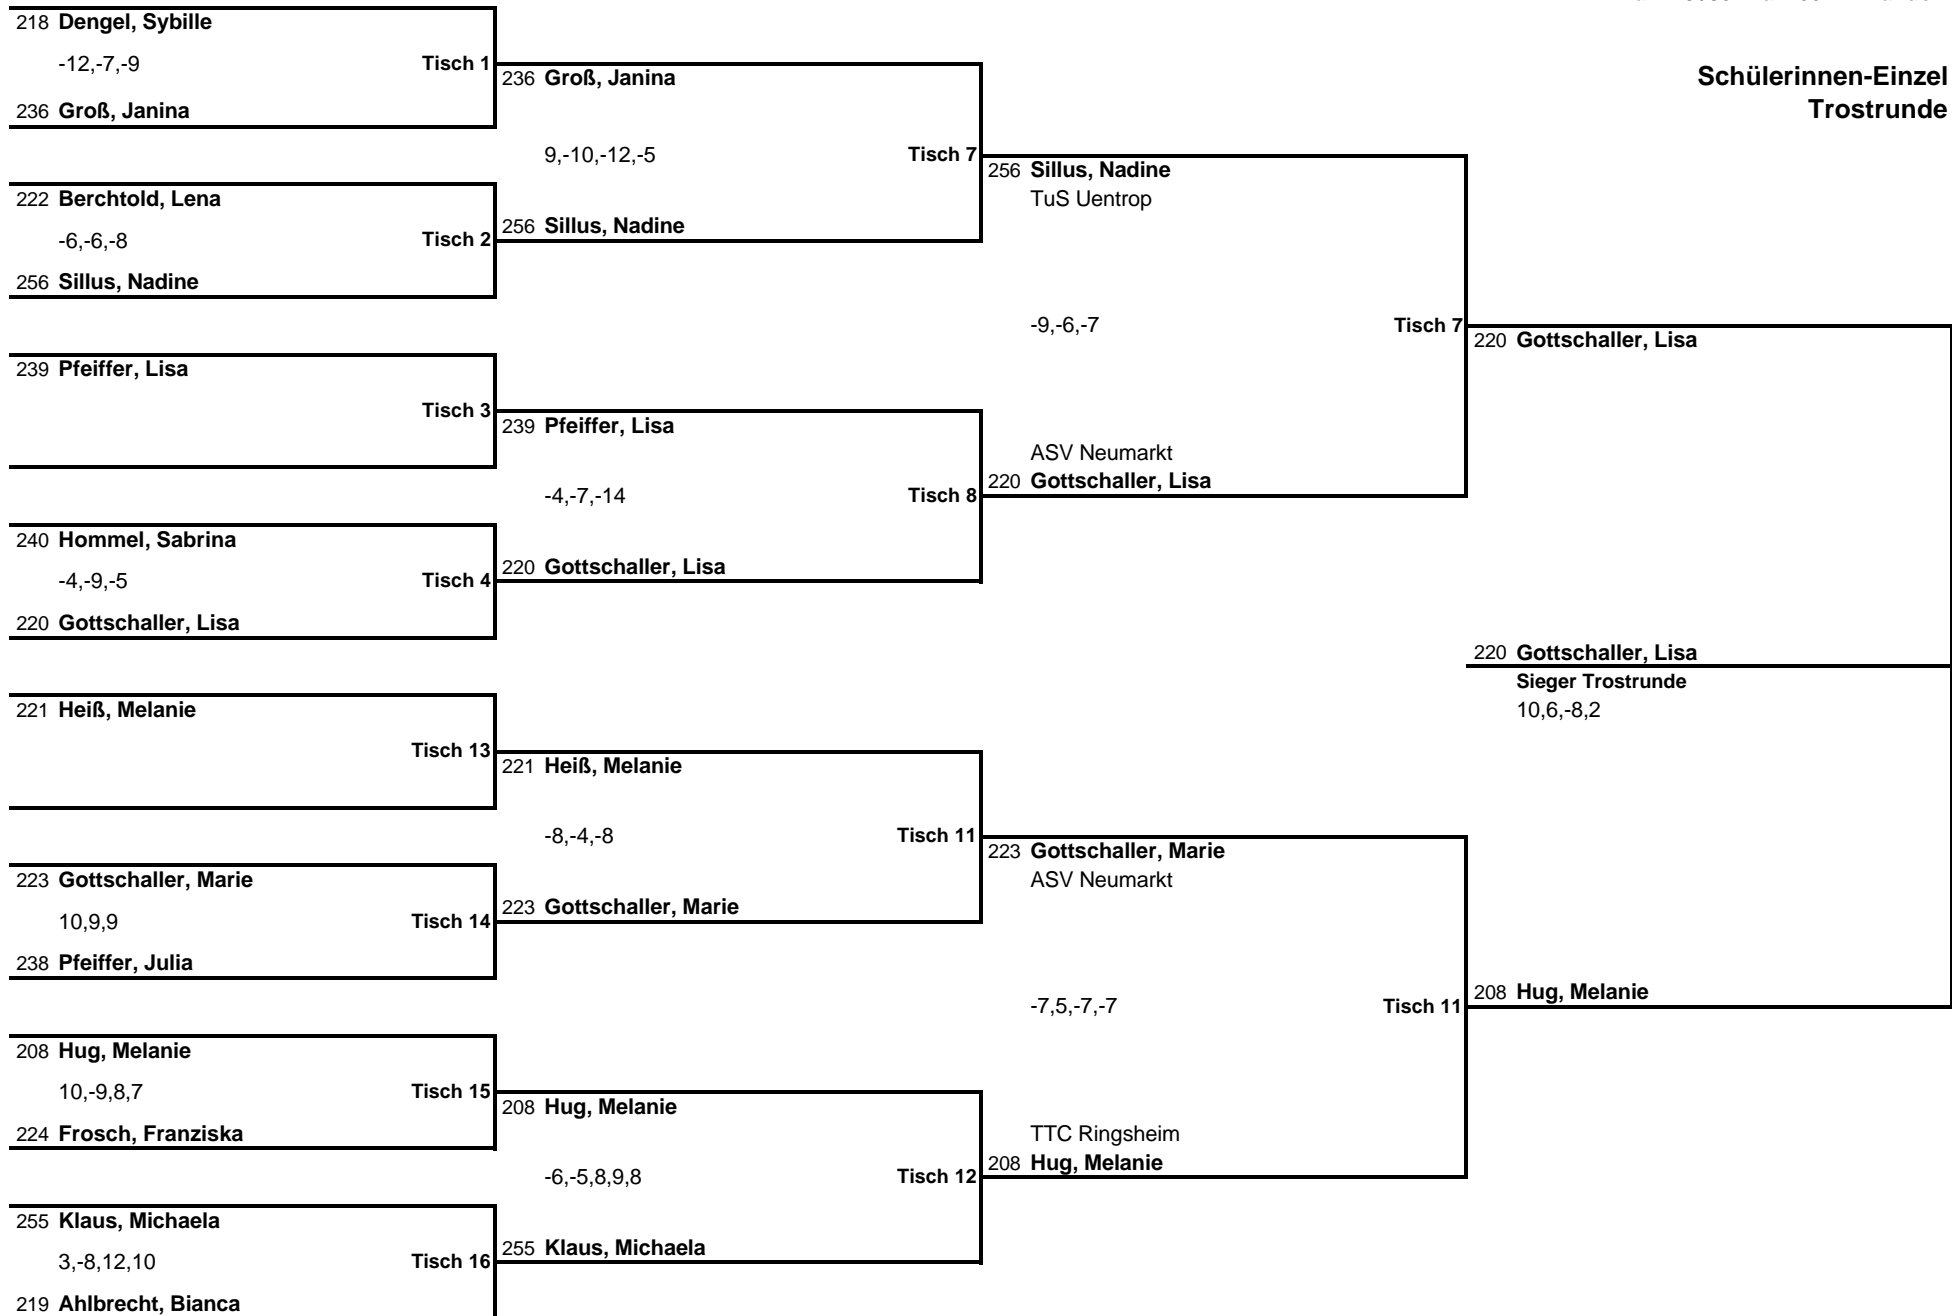 218 Dengel, Sybille
-12,-7,-9
Tisch 1
236 Groß, Janina
222 Berchtold, Lena
-6,-6,-8
Tisch 2
256 Sillus, Nadine
239 Pfeiffer, Lisa
Tisch 3
240 Hommel, Sabrina
-4,-9,-5
Tisch 4
220 Gottschaller, Lisa
221 Heiß, Melanie
Tisch 13
223 Gottschaller, Marie
10,9,9
Tisch 14
238 Pfeiffer, Julia
208 Hug, Melanie
10,-9,8,7
Tisch 15
224 Frosch, Franziska
255 Klaus, Michaela
3,-8,12,10
Tisch 16
219 Ahlbrecht, Bianca
236 Groß, Janina
9,-10,-12,-5
Tisch 7
256 Sillus, Nadine
239 Pfeiffer, Lisa
-4,-7,-14
Tisch 8
220 Gottschaller, Lisa
221 Heiß, Melanie
-8,-4,-8
Tisch 11
223 Gottschaller, Marie
208 Hug, Melanie
-6,-5,8,9,8
Tisch 12
255 Klaus, Michaela
256 Sillus, Nadine
TuS Uentrop
-9,-6,-7
Tisch 7
ASV Neumarkt
220 Gottschaller, Lisa
223 Gottschaller, Marie
ASV Neumarkt
-7,5,-7,-7
Tisch 11
TTC Ringsheim
208 Hug, Melanie
Schülerinnen-Einzel
Trostrunde
220 Gottschaller, Lisa
220 Gottschaller, Lisa
Sieger Trostrunde
10,6,-8,2
208 Hug, Melanie